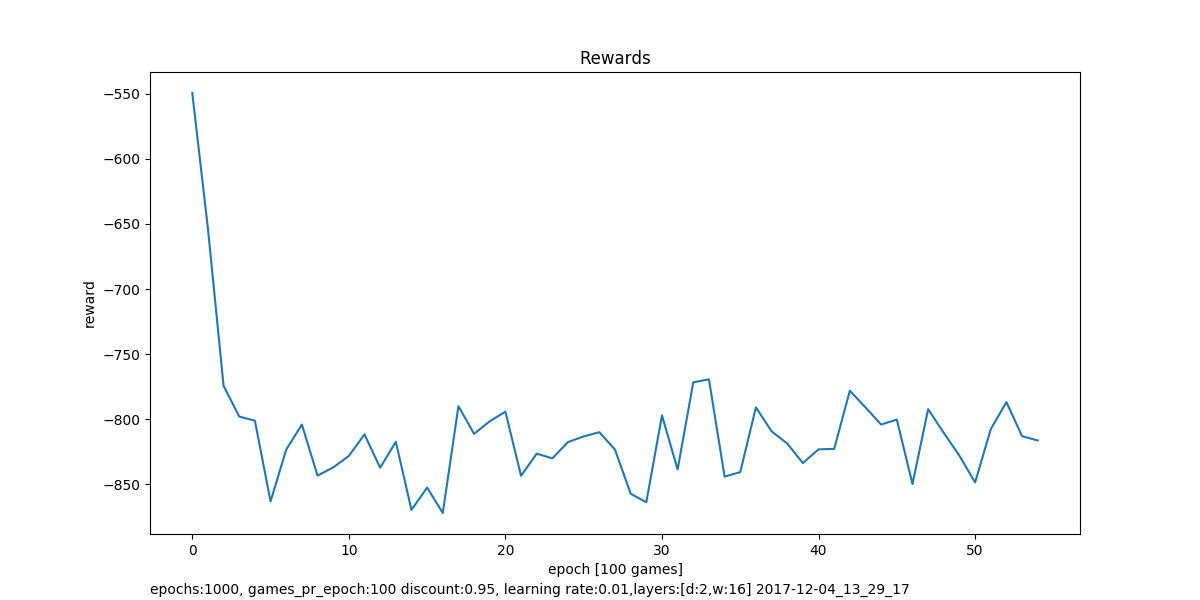 Rewards
−550
−600
−650
−700
−750
−800
−850
reward
0 10 20 30 40 50
epoch [100 games]
epochs:1000, games_pr_epoch:100 discount:0.95, learning rate:0.01,layers:[d:2,w:16] 2017-12-04_13_29_17